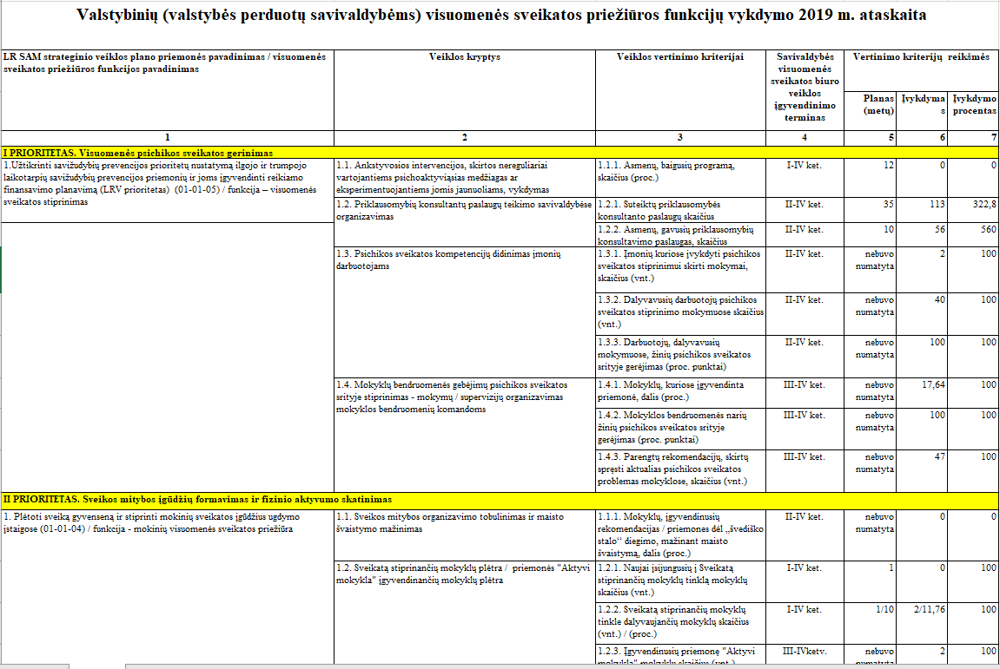 Valstybinių (valstybės perduotų savivaldybėms) visuomenės sveikatos priežiūros funkcijų vykdymo 2019 m. ataskaita
LR SAM strateginio veiklos plano priemonės pavadinimas / visuomenės
sveikatos priežiūros funkcijos pavadinimas
Veiklos kryptys
Veiklos vertinimo kriterijai
Savivaldybės
visuomenės
sveikatos biuro
veiklos
įgyvendinimo
terminas
Vertinimo kriterijų reikšmės
Planas
(metų)
Įvykdyma
s
Įvykdymo
procentas
1 2 3 4 5 6 7
I PRIORITETAS. Visuomenės psichikos sveikatos gerinimas
1.Užtikrinti savižudybių prevencijos prioritetų nustatymą ilgojo ir trumpojo
laikotarpių savižudybių prevencijos priemonių ir joms įgyvendinti reikiamo
finansavimo planavimą (LRV prioritetas) (01-01-05) / funkcija – visuomenės
sveikatos stiprinimas
1.1. Ankstyvosios intervencijos, skirtos nereguliariai
vartojantiems psichoaktyviąsias medžiagas ar
eksperimentuojantiems jomis jaunuoliams, vykdymas
1.1.1. Asmenų, baigusių programą,
skaičius (proc.)
I-IV ket. 12 0 0
1.2. Priklausomybių konsultantų paslaugų teikimo savivaldybėse
organizavimas
1.2.1. Suteiktų priklausomybės
konsultanto paslaugų skaičius
II-IV ket. 35 113 322,8
1.2.2. Asmenų, gavusių priklausomybių
konsultavimo paslaugas, skaičius
II-IV ket. 10 56 560
1.3. Psichikos sveikatos kompetencijų didinimas įmonių
darbuotojams
1.3.1. Įmonių kuriose įvykdyti psichikos
sveikatos stiprinimui skirti mokymai,
skaičius (vnt.)
II-IV ket. nebuvo 2 100
numatyta
1.3.2. Dalyvavusių darbuotojų psichikos
sveikatos stiprinimo mokymuose skaičius
(vnt.)
II-IV ket. nebuvo 40 100
numatyta
1.3.3. Darbuotojų, dalyvavusių
mokymuose, žinių psichikos sveikatos
srityje gerėjimas (proc. punktai)
II-IV ket. nebuvo 100 100
numatyta
1.4. Mokyklų bendruomenės gebėjimų psichikos sveikatos
srityje stiprinimas - mokymų / supervizijų organizavimas
mokyklos bendruomenių komandoms
1.4.1. Mokyklų, kuriose įgyvendinta
priemonė, dalis (proc.)
III-IV ket. nebuvo 17,64 100
numatyta
1.4.2. Mokyklos bendruomenės narių
žinių psichikos sveikatos srityje
gerėjimas (proc. punktai)
III-IV ket. nebuvo 100 100
numatyta
1.4.3. Parengtų rekomendacijų, skirtų
spręsti aktualias psichikos sveikatos
problemas mokyklose, skaičius (vnt.)
III-IV ket. nebuvo 47 100
numatyta
II PRIORITETAS. Sveikos mitybos įgūdžių formavimas ir fizinio aktyvumo skatinimas
1. Plėtoti sveiką gyvenseną ir stiprinti mokinių sveikatos įgūdžius ugdymo
įstaigose (01-01-04) / funkcija - mokinių visuomenės sveikatos priežiūra
1.1. Sveikos mitybos organizavimo tobulinimas ir maisto
švaistymo mažinimas
1.1.1. Mokyklų, įgyvendinusių
rekomendacijas / priemones dėl „švediško
stalo“ diegimo, mažinant maisto
švaistymą, dalis (proc.)
II-IV ket. nebuvo 0 0
numatyta
1.2. Sveikatą stiprinančių mokyklų plėtra / priemonės "Aktyvi
mokykla" įgyvendinančių mokyklų plėtra
1.2.1. Naujai įsijungusių į Sveikatą
stiprinančių mokyklų tinklą mokyklų
skaičius (vnt.)
I-IV ket. 1 0 100
1.2.2. Sveikatą stiprinančių mokyklų
tinkle dalyvaujančių mokyklų skaičius
(vnt.) / (proc.)
I-IV ket. 1/10 2/11,76 100
1.2.3. Įgyvendinusių priemonę "Aktyvi
mokykla" mokyklų skaičius (vnt.)
III-IVketv. nebuvo 2 100
numatyta